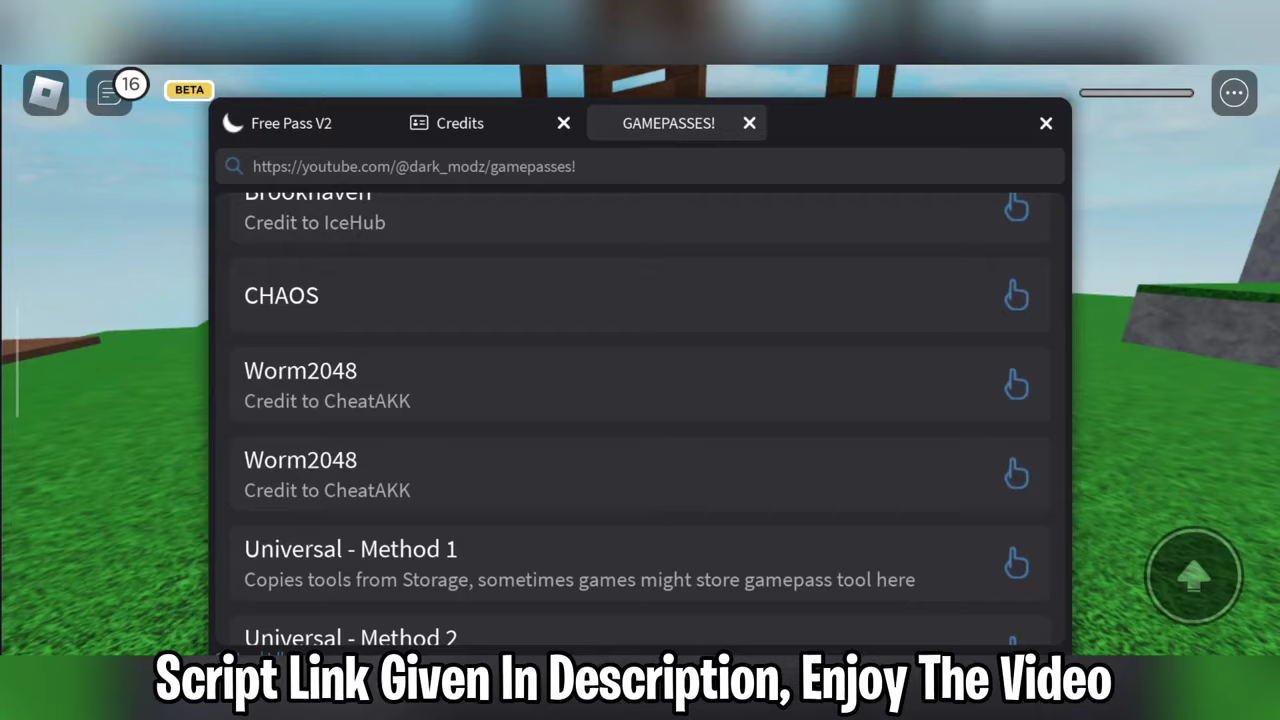 16
BETA
Free Pass V2
Credits
GAMEPASSES!
https://youtube.com/@dark_modz/gamepasses!
Brookhaven
Credit to IceHub
CHAOS
Worm2048
Credit to CheatAKK
Worm2048
Credit to CheatAKK
Universal - Method 1
Copies tools from Storage, sometimes games might store gamepass tool here
Universal - Method 2
Script Link Given In Description, Enjoy The Video